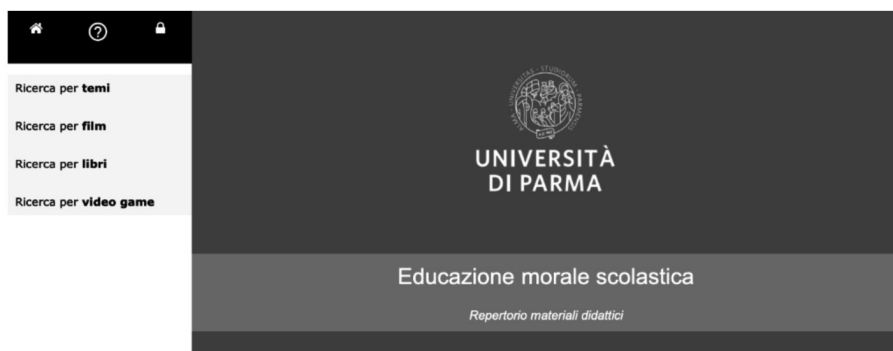 Ricerca per temi
Ricerca per film
Ricerca per libri
Ricerca per video game
UNIVERSITÀ
DI PARMA
Educazione morale scolastica
Repertorio materiali didattici